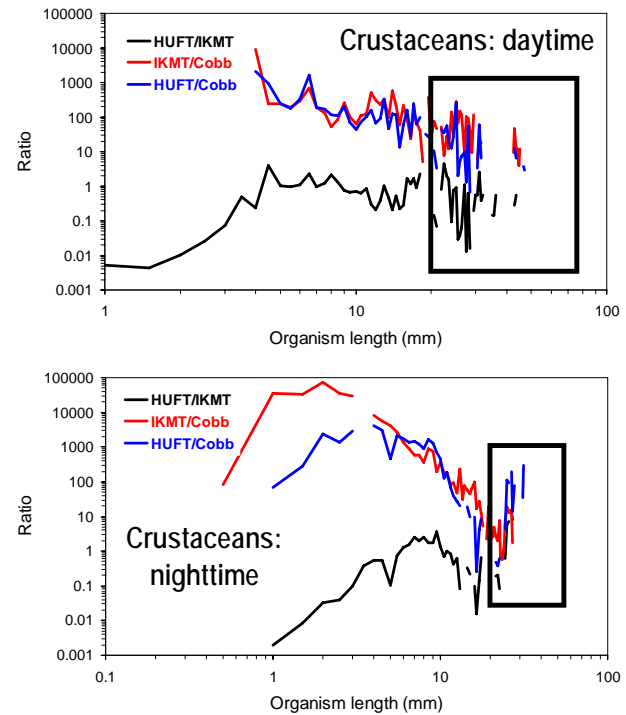 Crustaceans: daytime
HUFT/IKMT
IKMT/Cobb
HUFT/Cobb
100000
10000
1000
100
10
1
0.1
0.01
0.001
Ratio
1 10 100
Organism length (mm)
HUFT/IKMT
IKMT/Cobb
HUFT/Cobb
Crustaceans:
nighttime
100000
10000
1000
100
10
1
0.1
0.01
0.001
Ratio
0.1 1 10 100
Organism length (mm)